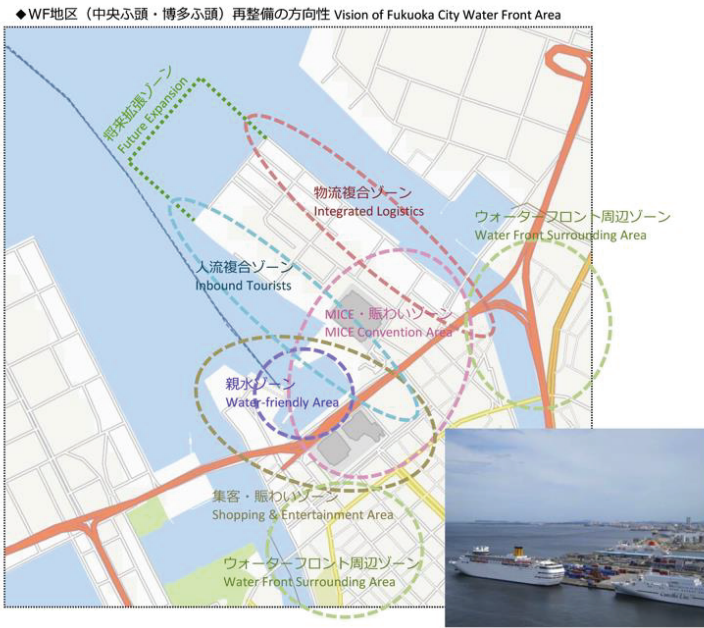 ◆WF地区（中央ふ頭・博多ふ頭）再整備の方向性 Vision of Fukuoka City Water Front Area
将来拡張ゾーン
Future Expansion
物流複合ゾーン
Integrated Logistics
ウォーターフロント周辺ゾーン
Water Front Surrounding Area
人流複合ゾーン
Inbound Tourists
MICE・賑わいゾーン
MICE Convention Area
親水ゾーン
Water-friendly Area
集客・賑わいゾーン
Shopping & Entertainment Area
ウォーターフロント周辺ゾーン
Water Front Surrounding Area